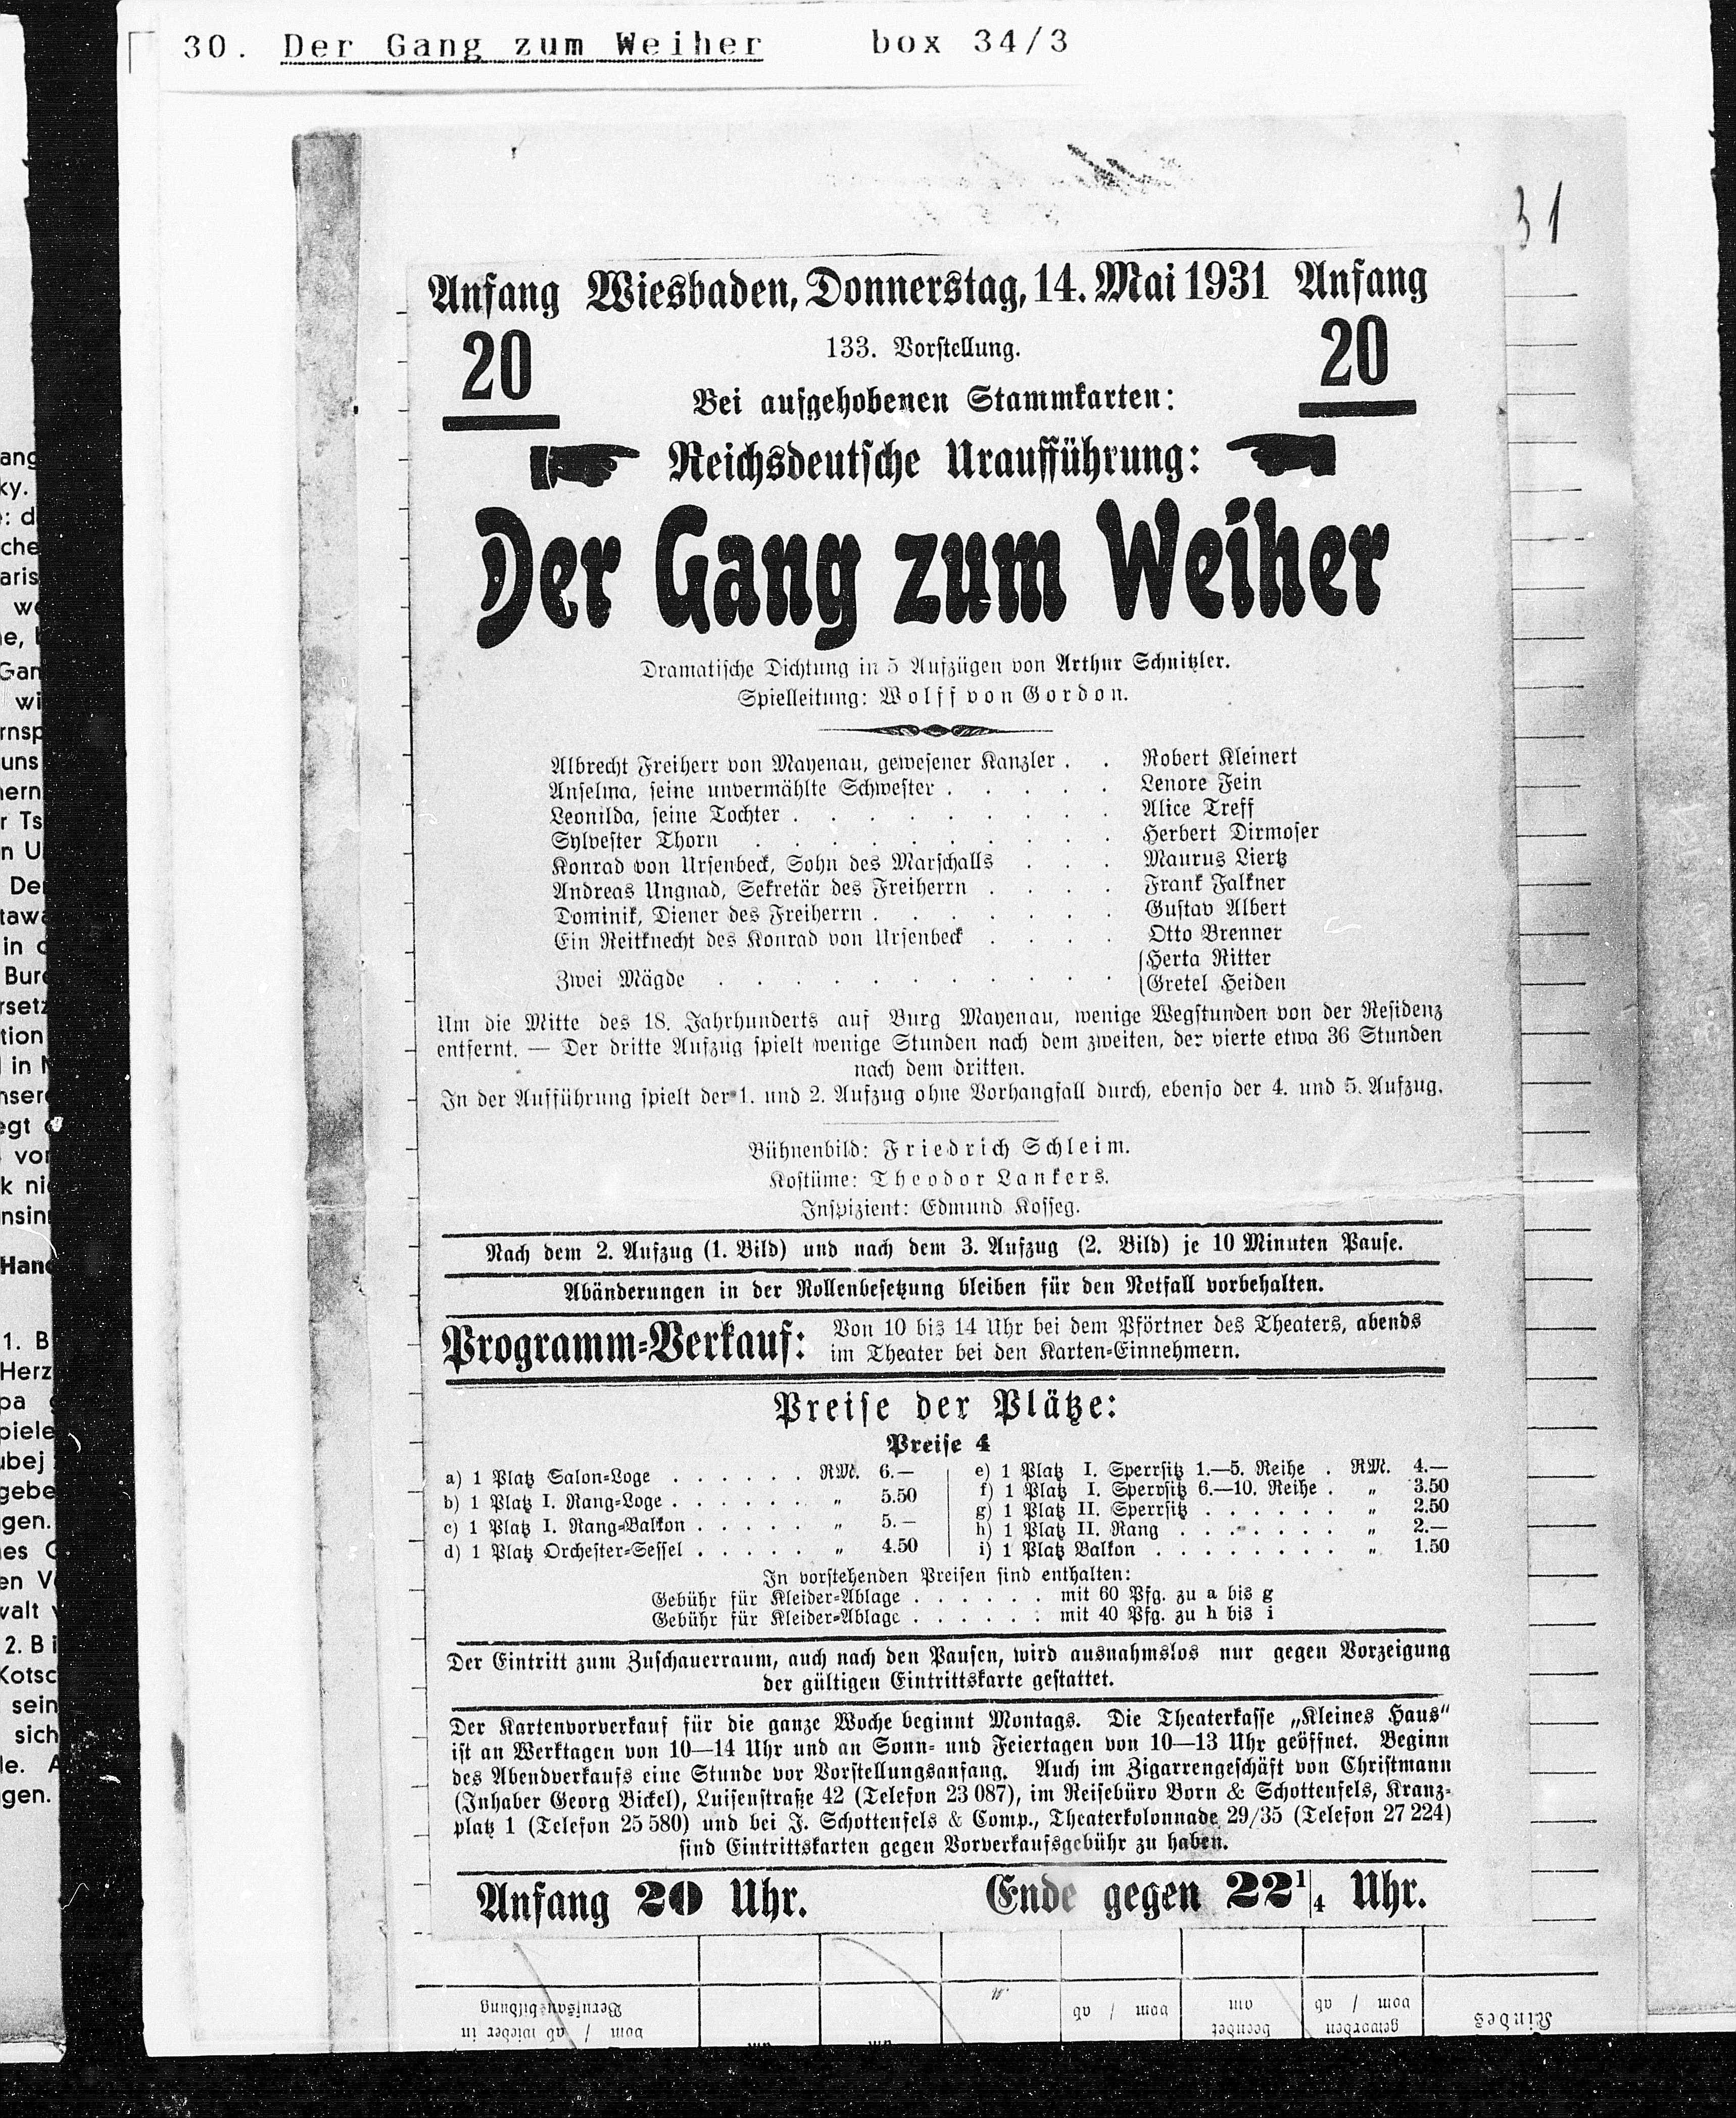 30. Der Gang zum Weiher box 34/3
31
Anfang Wiesbaden, Donnerstag, 14. Mai 1931 Anfang
20 133. Vorstellung. 20
Bei aufgehobenen Stammkarten:
Reichsdeutsche Uraufführung:
Der Gang zum Weiher
Dramatische Dichtung in 5 Aufzügen von Arthur Schnitzler.
Spielleitung: Wolff von Gordon.
Albrecht Freiherr von Mayenau, gewesener Kanzler . . Robert Kleinert
Anselma, seine unvermählte Schwester . . . . . Lenore Fein
Leonilda, seine Tochter . . . . . . . . . Alice Treff
Sylvester Thorn . . . . . . . . . Herbert Dirmoser
Konrad von Ursenbeck, Sohn des Marschalls . . . Maurus Liertz
Andreas Ungnad, Sekretär des Freiherrn . . . . Frank Falkner
Dominik, Diener des Freiherrn . . . . . . . Gustav Albert
Ein Reitknecht des Konrad von Ursenbeck . . . . Otto Brenner
Zwei Mägde . . . . . . . . . . {Herta Ritter
{Gretel Heiden
Um die Mitte des 18. Jahrhunderts auf Burg Mayenau, wenige Wegstunden von der Residenz
entfernt. — Der dritte Aufzug spielt wenige Stunden nach dem zweiten, der vierte etwa 36 Stunden
nach dem dritten.
In der Aufführung spielt der 1. und 2. Aufzug ohne Vorhangfall durch, ebenso der 4. und 5. Aufzug.
Bühnenbild: Friedrich Schleim.
Kostüme: Theodor Lankers.
Inspizient: Edmund Kosseg.
Nach dem 2. Aufzug (1. Bild) und nach dem 3. Aufzug (2. Bild) je 10 Minuten Pause.
Abänderungen in der Rollenbesetzung bleiben für den Notfall vorbehalten.
Programm-Verkauf: Von 10 bis 14 Uhr bei dem Pförtner des Theaters, abends
im Theater bei den Karten-Einnehmern.
Preise der Plätze:
Preise 4
a) 1 Platz Salon-Loge . . . . . . RM. 6.—
b) 1 Platz I. Rang-Loge . . . . . . „ 5.50
c) 1 Platz I. Rang-Balkon . . . . . „ 5.—
d) 1 Platz Orchester-Sessel . . . . . „ 4.50
e) 1 Platz I. Sperrsitz 1.—5. Reihe . RM. 4.—
f) 1 Platz I. Sperrsitz 6.—10. Reihe . „ 3.50
g) 1 Platz II. Sperrsitz . . . . . . „ 2.50
h) 1 Platz II. Rang . . . . . . . „ 2.—
i) 1 Platz Balkon . . . . . . . . „ 1.50
In vorstehenden Preisen sind enthalten:
Gebühr für Kleider-Ablage . . . . . . mit 60 Pfg. zu a bis g
Gebühr für Kleider-Ablage . . . . . . mit 40 Pfg. zu h bis i
Der Eintritt zum Zuschauerraum, auch nach den Pausen, wird ausnahmslos nur gegen Vorzeigung
der gültigen Eintrittskarte gestattet.
Der Kartenvorverkauf für die ganze Woche beginnt Montags. Die Theaterkasse „Kleines Haus“
ist an Werktagen von 10—14 Uhr und an Sonn- und Feiertagen von 10—13 Uhr geöffnet. Beginn
des Abendverkaufs eine Stunde vor Vorstellungsanfang. Auch im Zigarrengeschäft von Christmann
(Inhaber Georg Bickel), Luisenstraße 42 (Telefon 23 087), im Reisebüro Born & Schottenfels, Kranz-
platz 1 (Telefon 25 580) und bei J. Schottenfels & Comp., Theaterkolonnade 29/35 (Telefon 27 224)
sind Eintrittskarten gegen Vorverkaufsgebühr zu haben.
Anfang 20 Uhr. Ende gegen 22 1/4 Uhr.
vom / ab wieder in
Berufsausbildung
vom / ab
beendet
am
geworden
vom / ab
Kindes